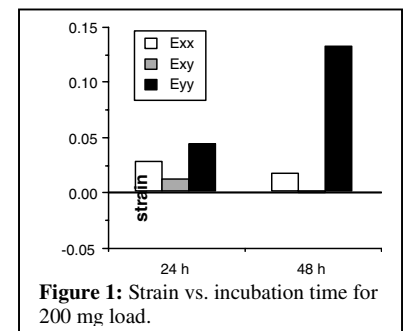 0.15
Exx
Exy
Eyy
0.10
0.05
0.00
strain
-0.05
24 h 48 h
Figure 1: Strain vs. incubation time for
200 mg load.